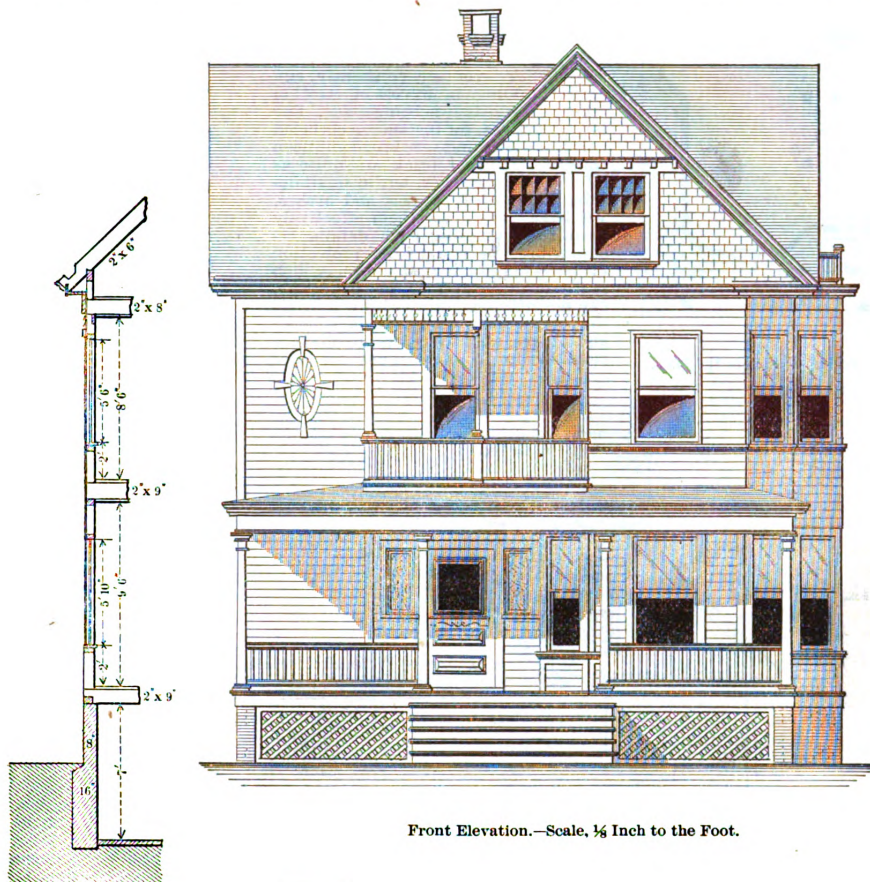 2" x 6"
2" x 8"
5' 6"
8' 6"
2'
2" x 9"
5' 10"
9' 6"
2'
2" x 9"
8"
16"
7'
Front Elevation.—Scale, ⅛ Inch to the Foot.